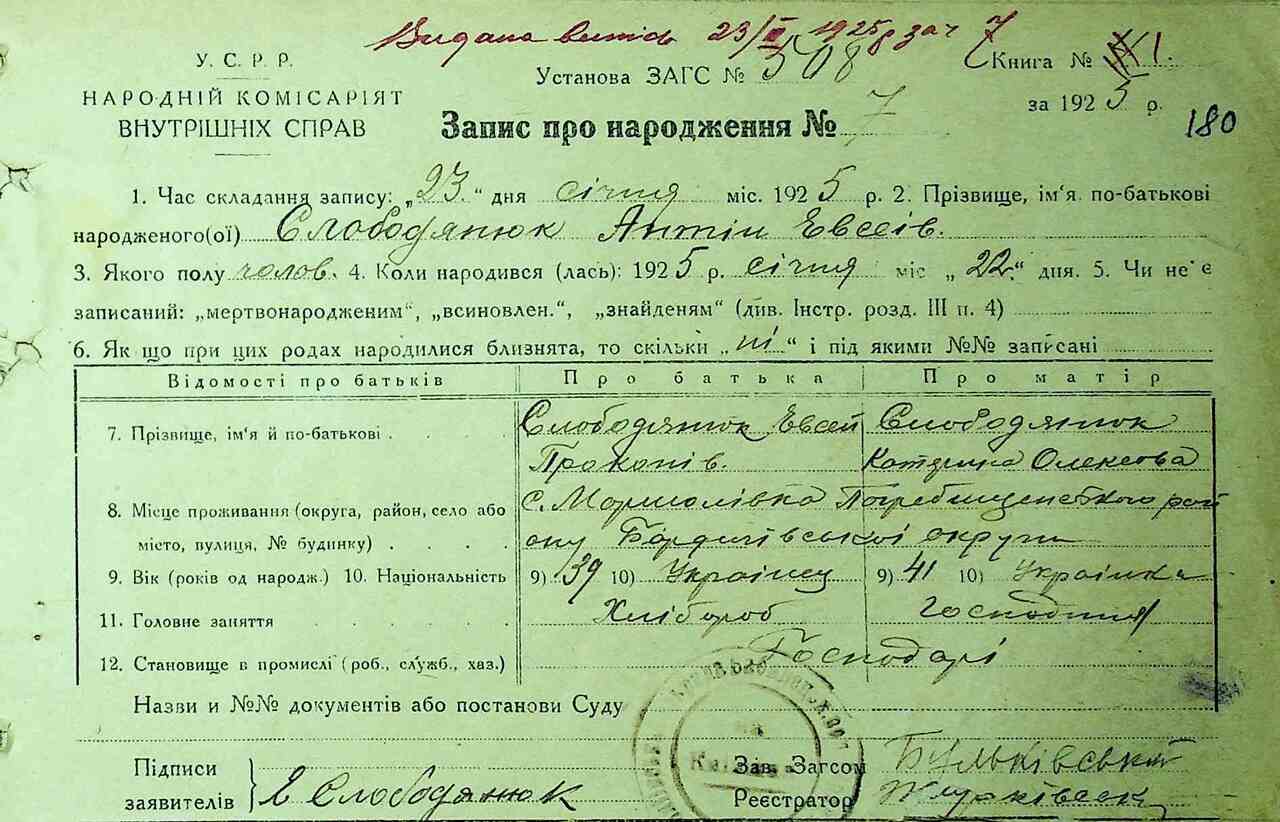 Видана випись 23/II 1925 р за ч 7
У. С. Р. Р.
Установа ЗАГС № 508
Книга № XI.
НАРОДНІЙ КОМІСАРІЯТ
за 1925 р.
ВНУТРІШНІХ СПРАВ
Запис про народження № 7
180
1. Час складання запису: „23.“ дня січня міс. 1925 р. 2. Прізвище, ім'я по-батькові
народженого(ої) Слободянюк Антін Евсеів.
3. Якого полу чолов. 4. Коли народився (лась): 1925 р. січня міс „22.“ дня. 5. Чи не є
записаний: „мертвонародженим“, „всиновлен.“, „знайденям“ (див. Інстр. розд. III п. 4)
6. Як що при цих родах народилися близнята, то скільки „ні“ і під якими №№ записані
Відомості про батьків Про батька Про матір
7. Прізвище, ім'я й по-батькові Слободянюк Евсей Слободянюк
Прокопів. Катерина Олексова
8. Місце проживання (округа, район, село або с. Мормолівка Погребищенського рай
місто, вулиця, № будинку) ону Бердичівської округи
9. Вік (років од народж.) 10. Національність 9) 39 10) Украінец 9) 41 10) Украінка
11. Головне заняття Хлібороб Господиня
12. Становище в промислі (роб., служб., хаз.) Господарі
Назви и №№ документів або постанови Суду
Підписи
заявителів Е Слободянюк
Зав. Загсом Бульківський
Реєстратор